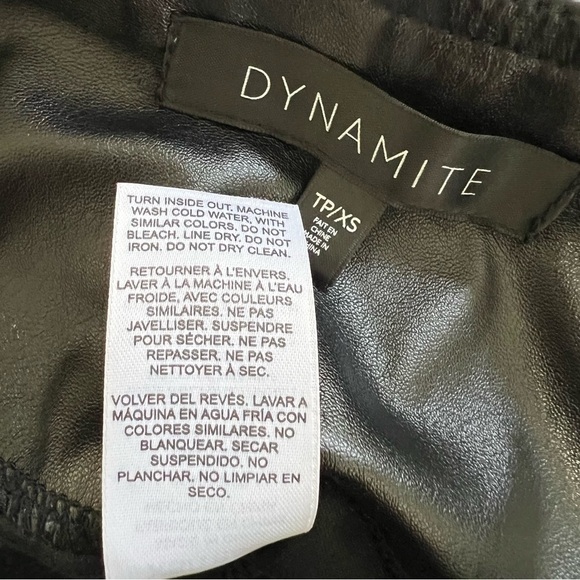 DYNAMITE
TP/XS
FAIT EN
CHINE
MADE IN
CHINA
TURN INSIDE OUT. MACHINE
WASH COLD WATER, WITH
SIMILAR COLORS. DO NOT
BLEACH. LINE DRY. DO NOT
IRON. DO NOT DRY CLEAN.
RETOURNER À L'ENVERS.
LAVER À LA MACHINE À L'EAU
FROIDE, AVEC COULEURS
SIMILAIRES. NE PAS
JAVELLISER. SUSPENDRE
POUR SÉCHER. NE PAS
REPASSER. NE PAS
NETTOYER À SEC.
VOLVER DEL REVÉS. LAVAR A
MÁQUINA EN AGUA FRÍA CON
COLORES SIMILARES. NO
BLANQUEAR. SECAR
SUSPENDIDO. NO
PLANCHAR. NO LIMPIAR EN
SECO.